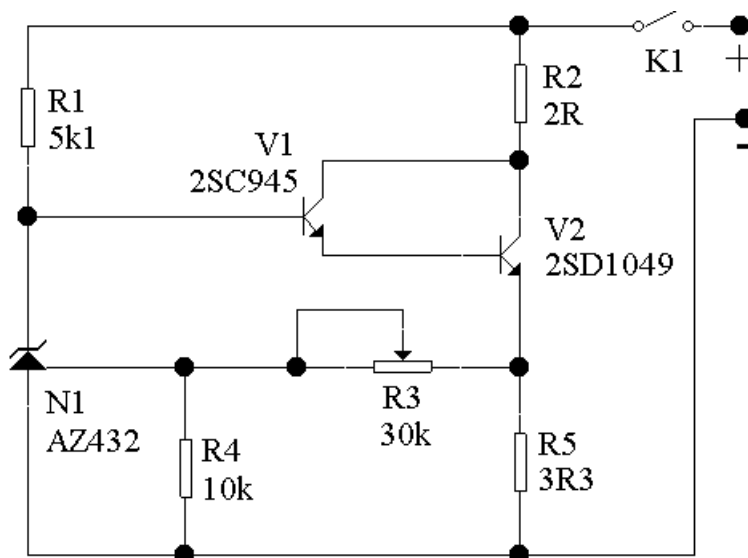 K1
+
-
R2
2R
R1
5k1
V1
2SC945
V2
2SD1049
N1
AZ432
R3
30k
R4
10k
R5
3R3